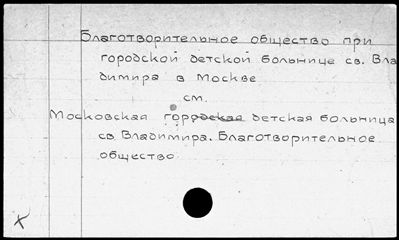 Благотворительное общество при
городской детской больнице св. Вла
димира в Москве
см.
Московская городская детская больница
св. Владимира. Благотворительное
общество